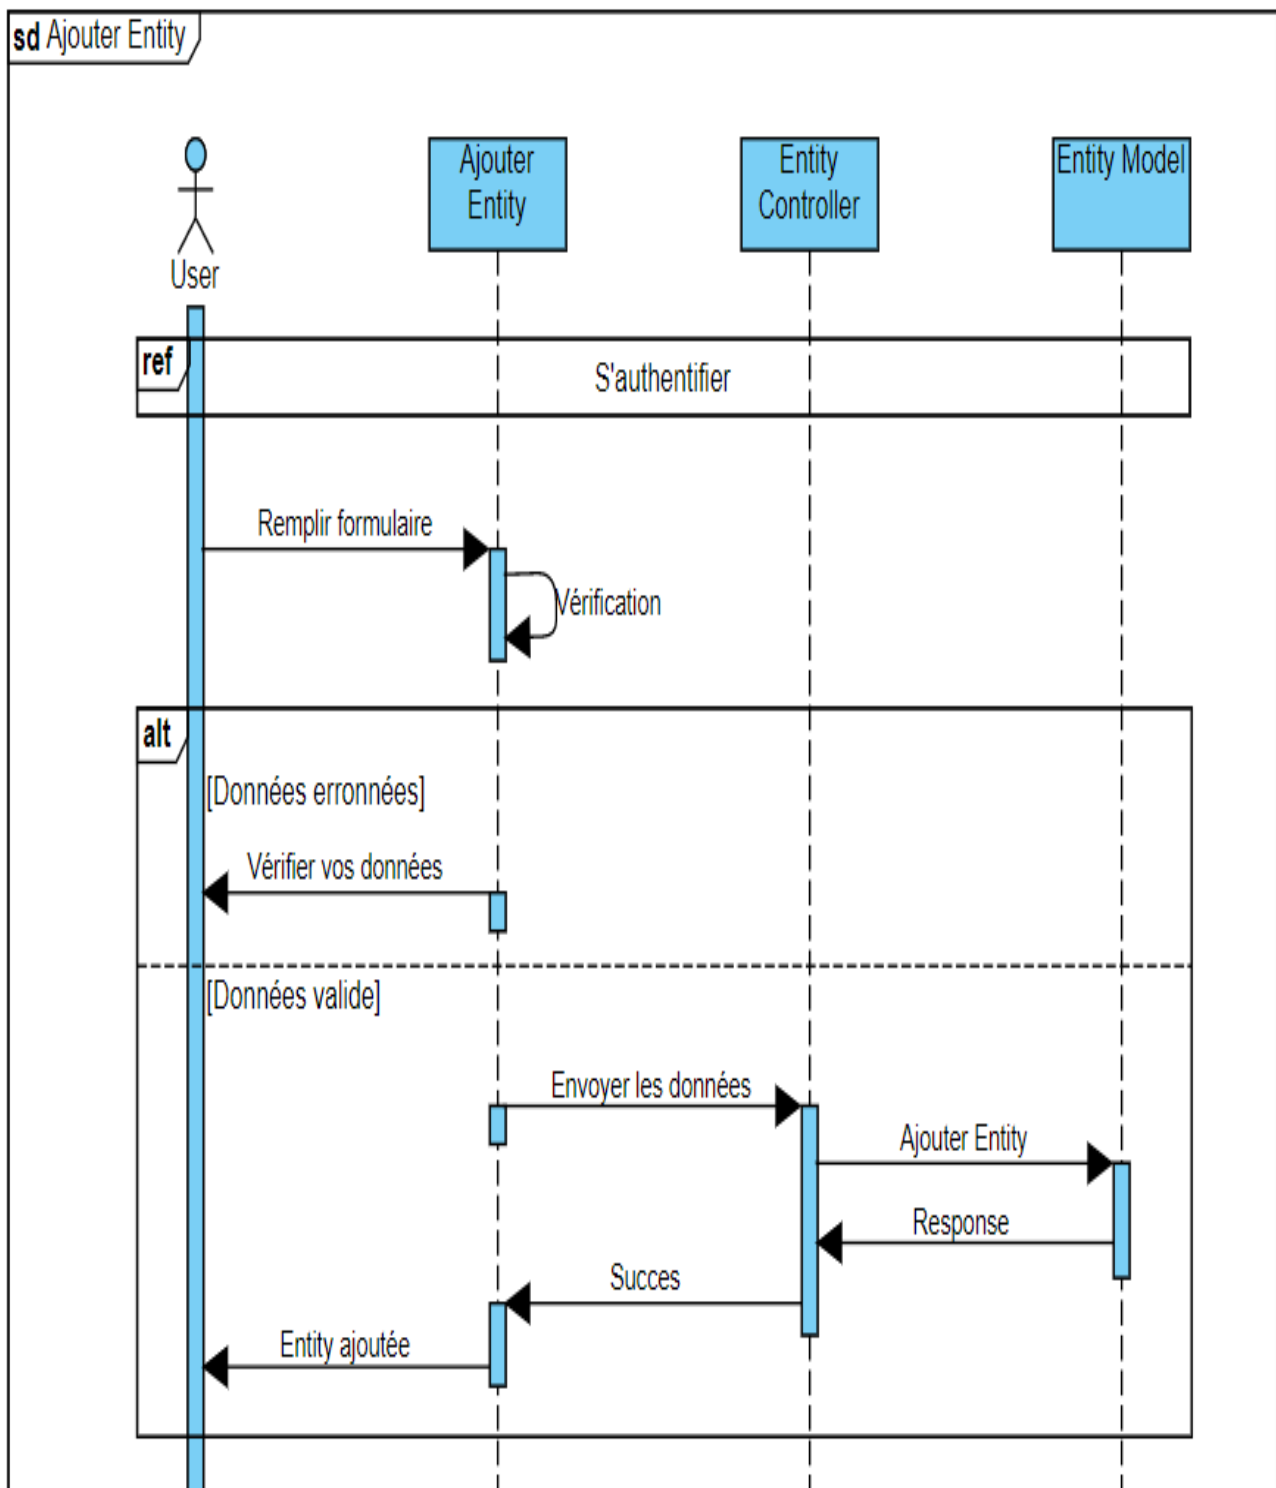 sd Ajouter Entity
User
Ajouter
Entity
Entity
Controller
Entity Model
ref
S'authentifier
Remplir formulaire
Vérification
alt
[Données erronnées]
Vérifier vos données
[Données valide]
Envoyer les données
Ajouter Entity
Response
Succes
Entity ajoutée